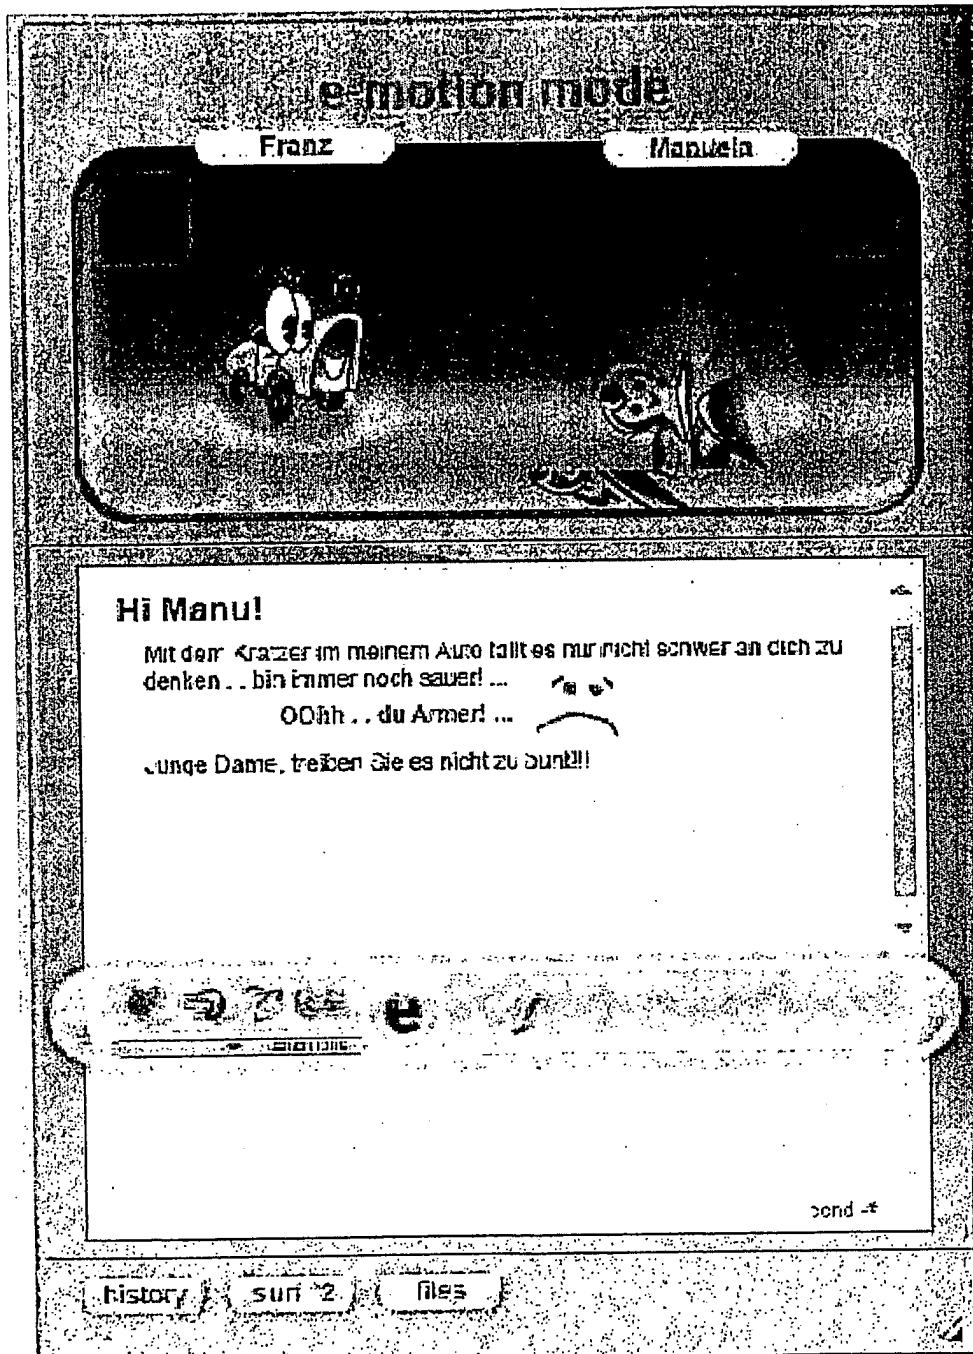 e-motion mode
Franz
Manuela
Hi Manu!
Mit dem Kratzer im meinem Auto fällt es mir nicht schwer an dich zu
denken . . bin immer noch sauer! ...
OOhh . . du Armer! ...
Junge Dame, treiben Sie es nicht zu bunt!!!
e
send
history
surf *2
files